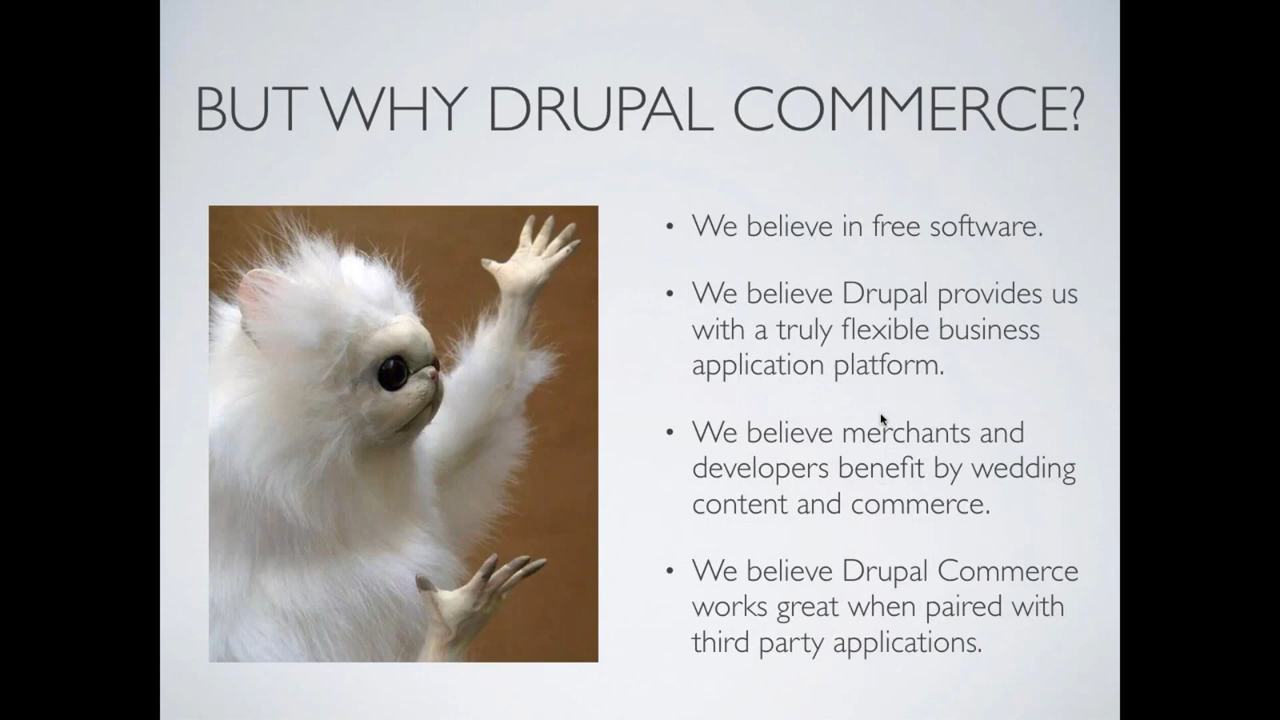 BUT WHY DRUPAL COMMERCE?
• We believe in free software.
• We believe Drupal provides us
with a truly flexible business
application platform.
• We believe merchants and
developers benefit by wedding
content and commerce.
• We believe Drupal Commerce
works great when paired with
third party applications.